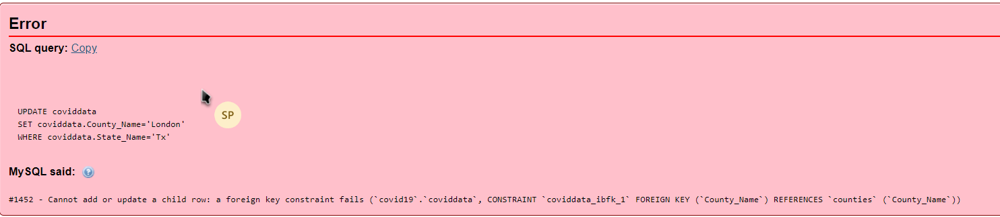 Error
SQL query: Copy
UPDATE coviddata
SP
SET coviddata.County_Name='London'
WHERE coviddata.State_Name='Tx'
MySQL said:
#1452 - Cannot add or update a child row: a foreign key constraint fails (`covid19`.`coviddata`, CONSTRAINT `coviddata_ibfk_1` FOREIGN KEY (`County_Name`) REFERENCES `counties` (`County_Name`))